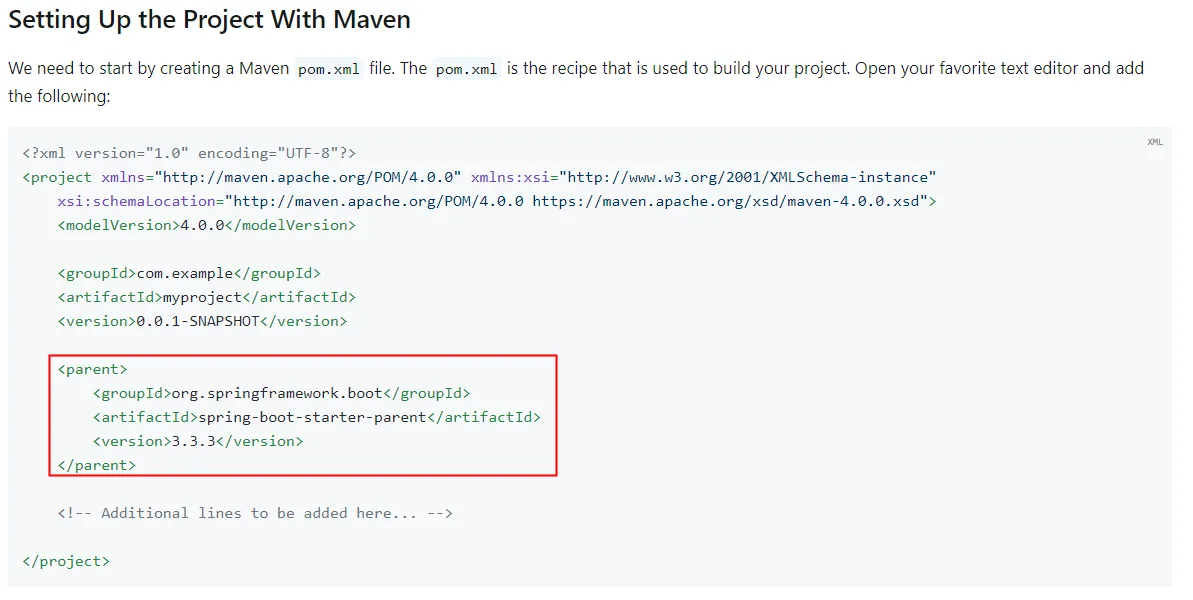 Setting Up the Project With Maven
We need to start by creating a Maven pom.xml file. The pom.xml is the recipe that is used to build your project. Open your favorite text editor and add
the following:
XML
<?xml version="1.0" encoding="UTF-8"?>
<project xmlns="http://maven.apache.org/POM/4.0.0" xmlns:xsi="http://www.w3.org/2001/XMLSchema-instance"
    xsi:schemaLocation="http://maven.apache.org/POM/4.0.0 https://maven.apache.org/xsd/maven-4.0.0.xsd">
    <modelVersion>4.0.0</modelVersion>
    <groupId>com.example</groupId>
    <artifactId>myproject</artifactId>
    <version>0.0.1-SNAPSHOT</version>
    <parent>
        <groupId>org.springframework.boot</groupId>
        <artifactId>spring-boot-starter-parent</artifactId>
        <version>3.3.3</version>
    </parent>
    <!-- Additional lines to be added here... -->
</project>